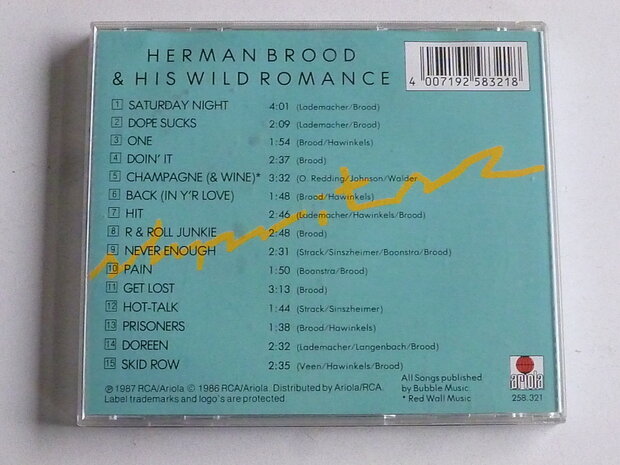 HERMAN BROOD
& HIS WILD ROMANCE
4 007192 583218
1 SATURDAY NIGHT 4:01 (Lademacher/Brood)
2 DOPE SUCKS 2:09 (Lademacher/Brood)
3 ONE 1:54 (Brood/Hawinkels)
4 DOIN' IT 2:37 (Brood)
5 CHAMPAGNE (& WINE)* 3:32 (O. Redding/Johnson/Walder
6 BACK (IN Y'R LOVE) 1:48 (Brood/Hawinkels)
7 HIT 2:46 (Lademacher/Hawinkels/Brood)
8 R & ROLL JUNKIE 2:48 (Brood)
9 NEVER ENOUGH 2:31 (Strack/Sinszheimer/Boonstra/Brood)
10 PAIN 1:50 (Boonstra/Brood)
11 GET LOST 3:13 (Brood)
12 HOT-TALK 1:44 (Strack/Sinszheimer)
13 PRISONERS 1:38 (Brood/Hawinkels)
14 DOREEN 2:32 (Lademacher/Langenbach/Brood)
15 SKID ROW 2:35 (Veen/Hawinkels/Brood)
℗ 1987 RCA/Ariola © 1986 RCA/Ariola. Distributed by Ariola/RCA.
Label trademarks and logo's are protected
All Songs published
by Bubble Music
* Red Wall Music
ariola
258.321